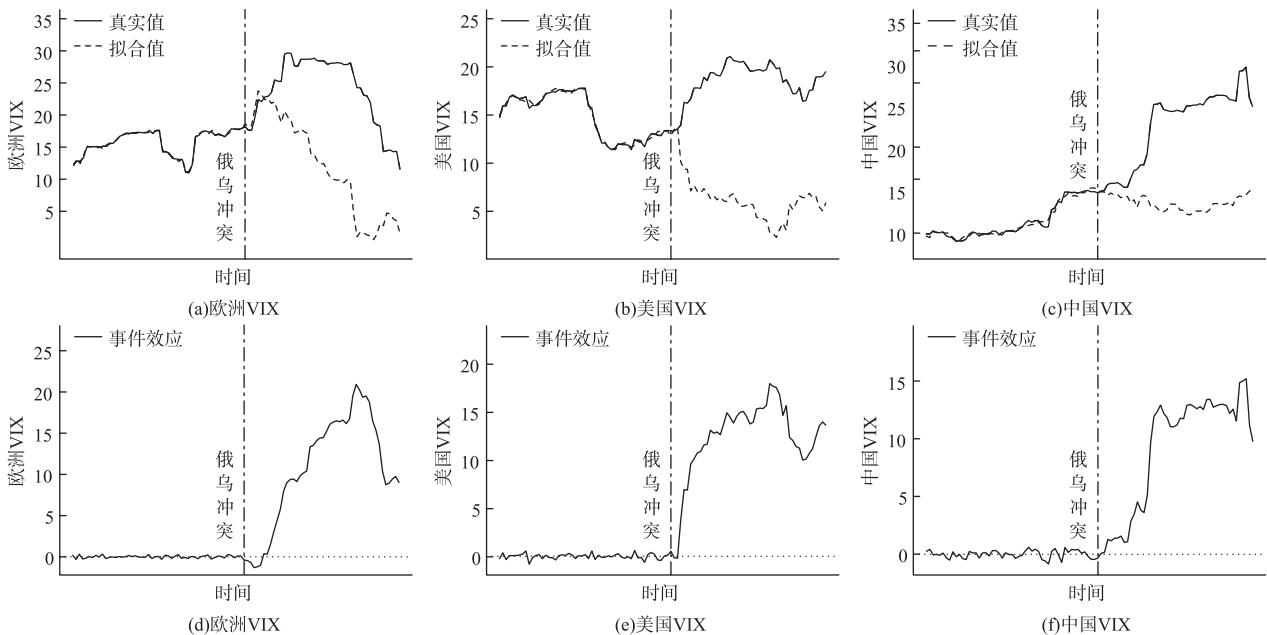 35
30
25
20
15
10
5
欧洲VIX
真实值
拟合值
俄乌冲突
时间
(a)欧洲VIX
25
20
15
10
5
美国VIX
真实值
拟合值
俄乌冲突
时间
(b)美国VIX
35
30
25
20
15
10
中国VIX
真实值
拟合值
俄乌冲突
时间
(c)中国VIX
25
20
15
10
5
0
欧洲VIX
事件效应
俄乌冲突
时间
(d)欧洲VIX
20
15
10
5
0
美国VIX
事件效应
俄乌冲突
时间
(e)美国VIX
15
10
5
0
中国VIX
事件效应
俄乌冲突
时间
(f)中国VIX